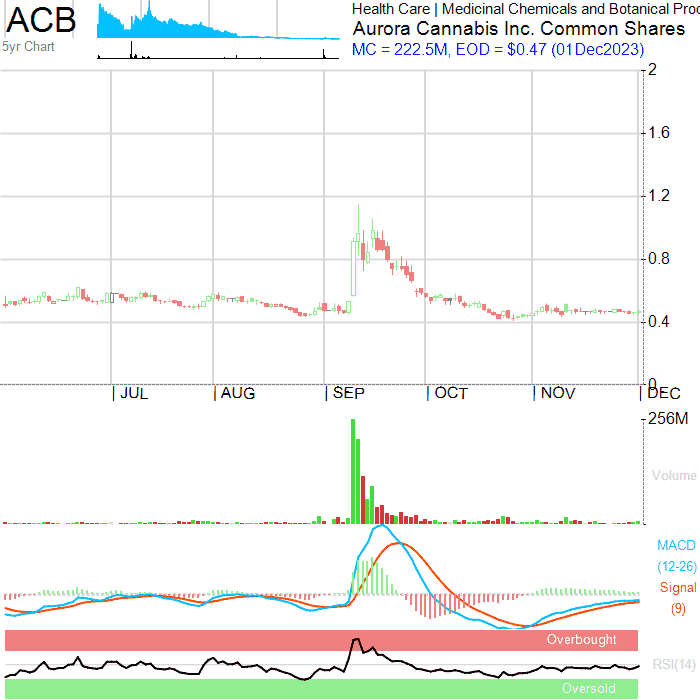 ACB
5yr Chart
Health Care | Medicinal Chemicals and Botanical Proc
Aurora Cannabis Inc. Common Shares
MC = 222.5M, EOD = $0.47 (01Dec2023)
2
1.6
1.2
0.8
0.4
0
| JUL | AUG | SEP | OCT | NOV | DEC
256M
Volume
MACD
(12-26)
Signal
(9)
Overbought
RSI(14)
Oversold